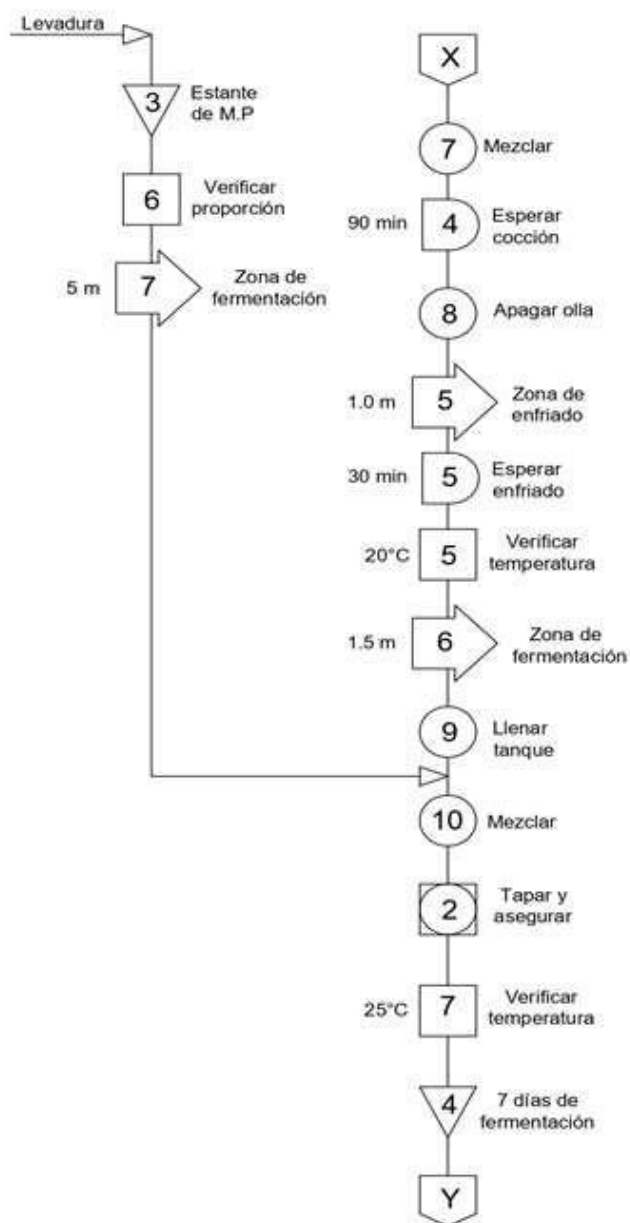 Levadura
3
Estante
de M.P
6
Verificar
proporción
5 m
7
Zona de
fermentación
X
7
Mezclar
90 min
4
Esperar
cocción
8
Apagar olla
1.0 m
5
Zona de
enfriado
30 min
5
Esperar
enfriado
20°C
5
Verificar
temperatura
1.5 m
6
Zona de
fermentación
9
Llenar
tanque
10
Mezclar
2
Tapar y
asegurar
25°C
7
Verificar
temperatura
4
7 días de
fermentación
Y